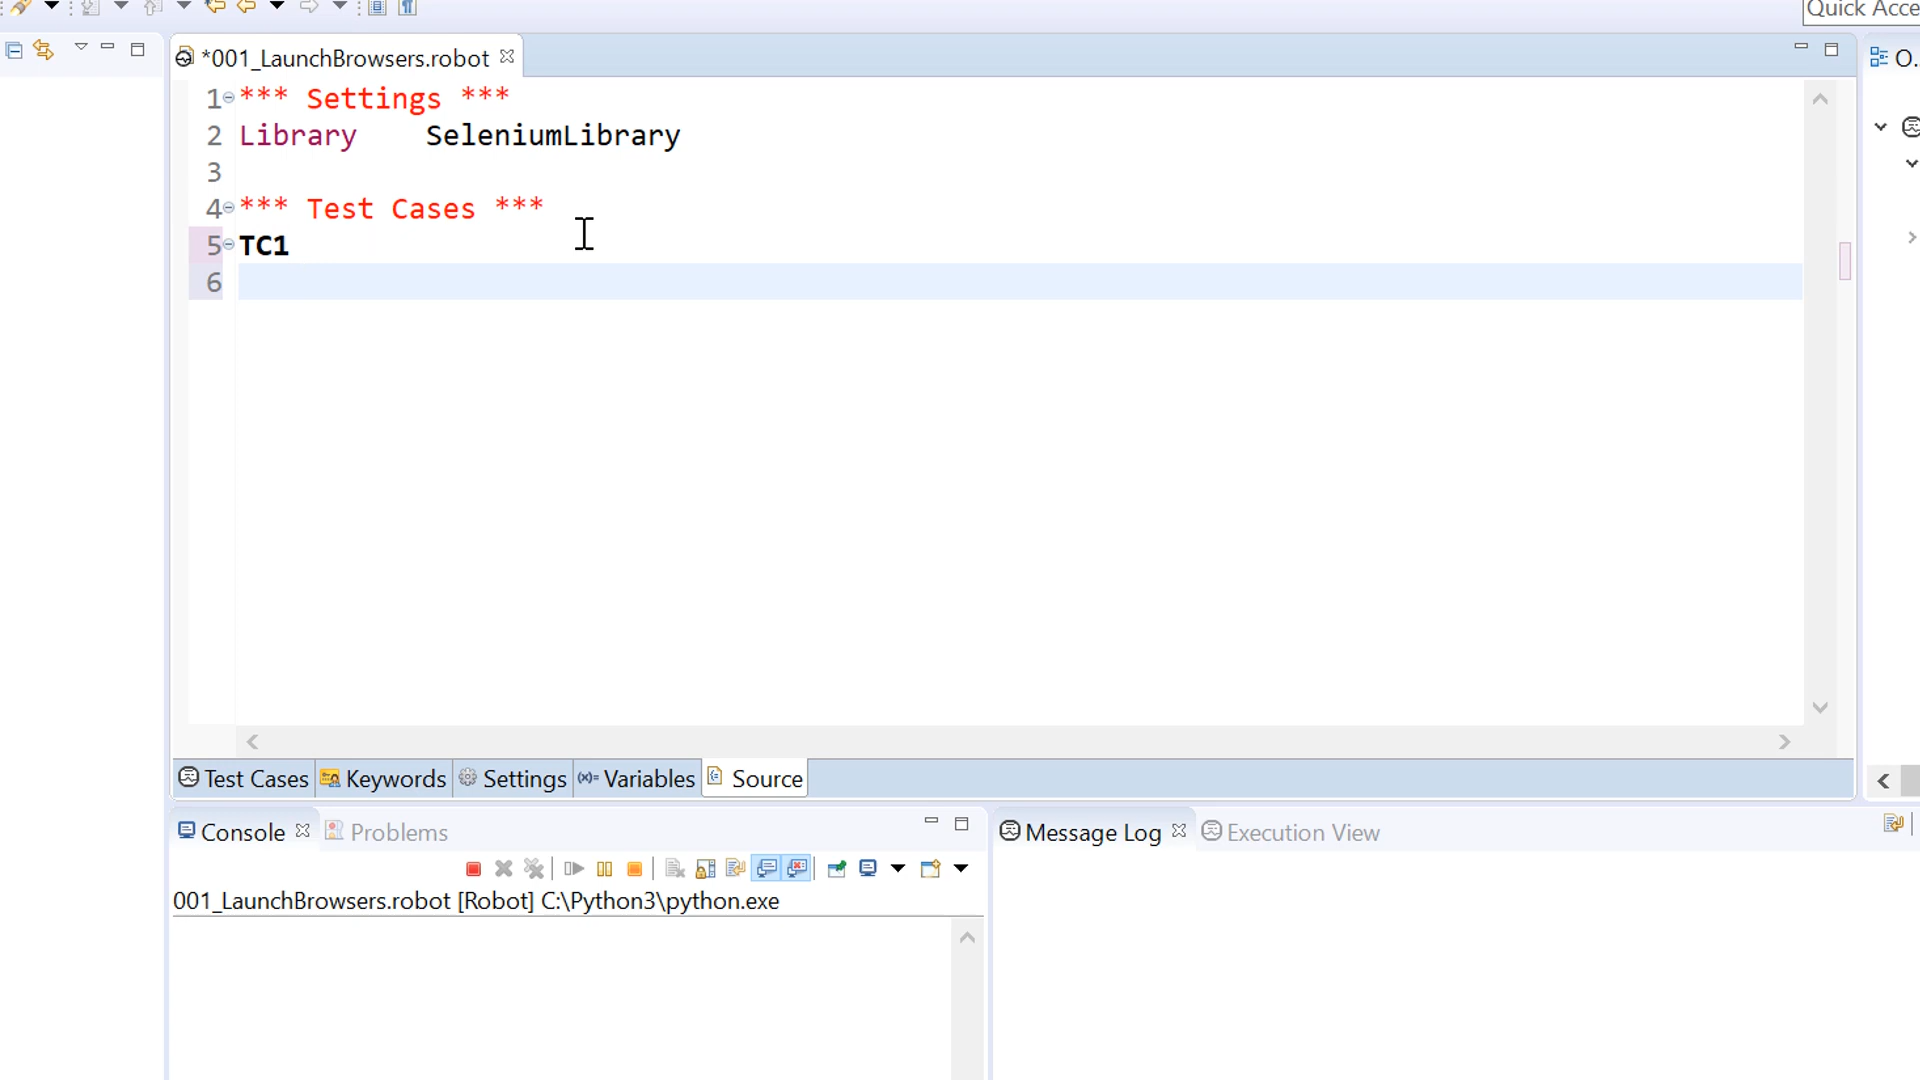 Quick Acce
*001_LaunchBrowsers.robot
O.
1 *** Settings ***
2 Library    SeleniumLibrary
3
4 *** Test Cases ***
5 TC1
6
Test Cases Keywords Settings (x)= Variables Source
Console Problems
Message Log Execution View
001_LaunchBrowsers.robot [Robot] C:\Python3\python.exe